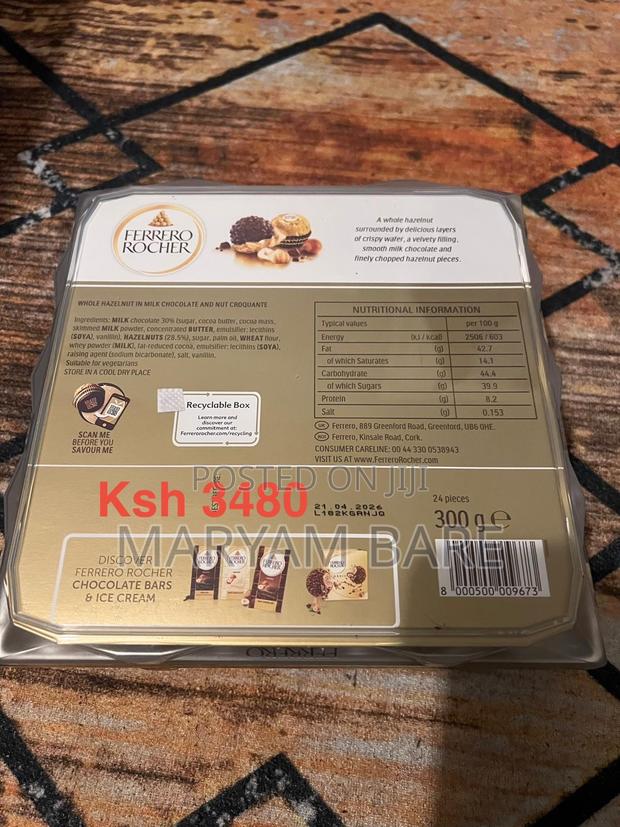 FERRERO
ROCHER
A whole hazelnut
surrounded by delicious layers
of crispy wafer, a velvety filling,
smooth milk chocolate and
finely chopped hazelnut pieces.
WHOLE HAZELNUT IN MILK CHOCOLATE AND NUT CROQUANTE
Ingredients: MILK chocolate 30% (sugar, cocoa butter, cocoa mass,
skimmed MILK powder, concentrated BUTTER, emulsifier: lecithins
(SOYA), vanillin), HAZELNUTS (28.5%), sugar, palm oil, WHEAT flour,
whey powder (MILK), fat-reduced cocoa, emulsifier: lecithins (SOYA),
raising agent (sodium bicarbonate), salt, vanillin.
Suitable for vegetarians
STORE IN A COOL DRY PLACE
NUTRITIONAL INFORMATION
Typical values per 100 g
Energy (kJ / kcal) 2506 / 603
Fat (g) 42.7
of which Saturates (g) 14.1
Carbohydrate (g) 44.4
of which Sugars (g) 39.9
Protein (g) 8.2
Salt (g) 0.153
SCAN ME
BEFORE YOU
SAVOUR ME
Recyclable Box
Learn more and
discover our
commitment at:
Ferrerorocher.com/recycling
UK Ferrero, 889 Greenford Road, Greenford, UB6 0HE.
ROI Ferrero, Kinsale Road, Cork.
CONSUMER CARELINE: 00 44 330 0538943
VISIT US AT www.FerreroRocher.com
POSTED ON JIJI
Ksh 3480
BEST BEFORE:
21.04.2026
L182KGRNJQ
24 pieces
300 g e
MARYAM BARE
DISCOVER
FERRERO ROCHER
CHOCOLATE BARS
& ICE CREAM
8 000500 009673
FERRERO